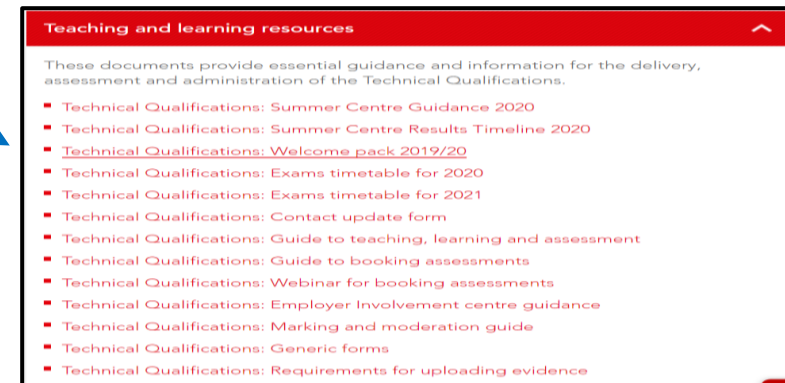 Teaching and learning resources
These documents provide essential guidance and information for the delivery,
assessment and administration of the Technical Qualifications.
Technical Qualifications: Summer Centre Guidance 2020
Technical Qualifications: Summer Centre Results Timeline 2020
Technical Qualifications: Welcome pack 2019/20
Technical Qualifications: Exams timetable for 2020
Technical Qualifications: Exams timetable for 2021
Technical Qualifications: Contact update form
Technical Qualifications: Guide to teaching, learning and assessment
Technical Qualifications: Guide to booking assessments
Technical Qualifications: Webinar for booking assessments
Technical Qualifications: Employer Involvement centre guidance
Technical Qualifications: Marking and moderation guide
Technical Qualifications: Generic forms
Technical Qualifications: Requirements for uploading evidence